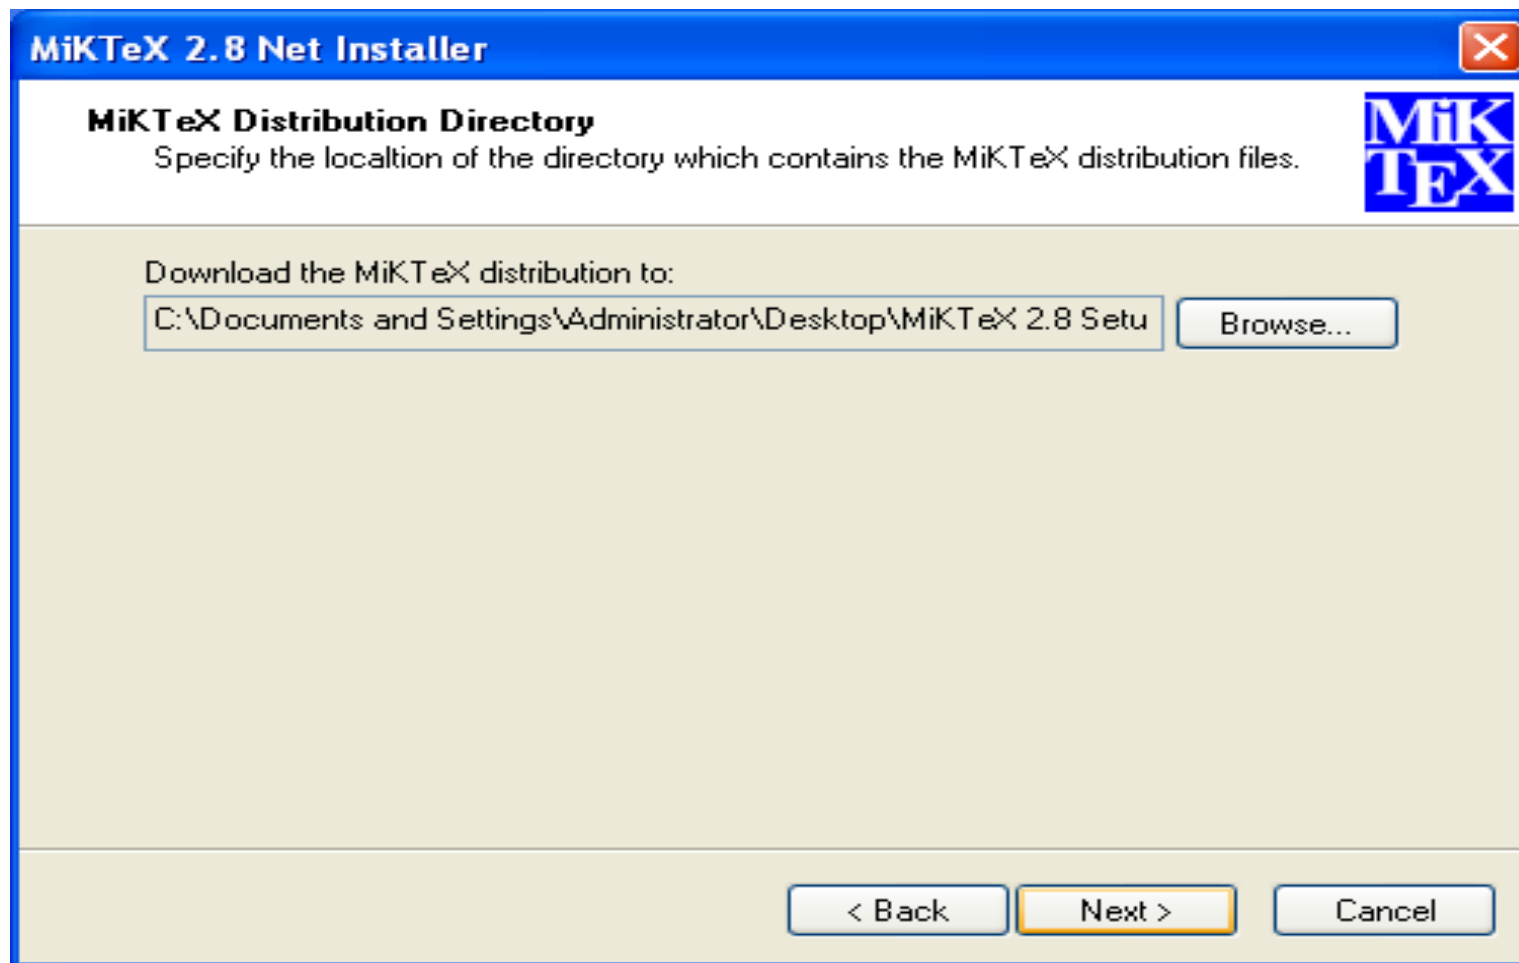 MiKTeX 2.8 Net Installer
MiKTeX Distribution Directory
Specify the localtion of the directory which contains the MiKTeX distribution files.
MiK
TEX
Download the MiKTeX distribution to:
C:\Documents and Settings\Administrator\Desktop\MiKTeX 2.8 Setu
Browse...
< Back
Next >
Cancel